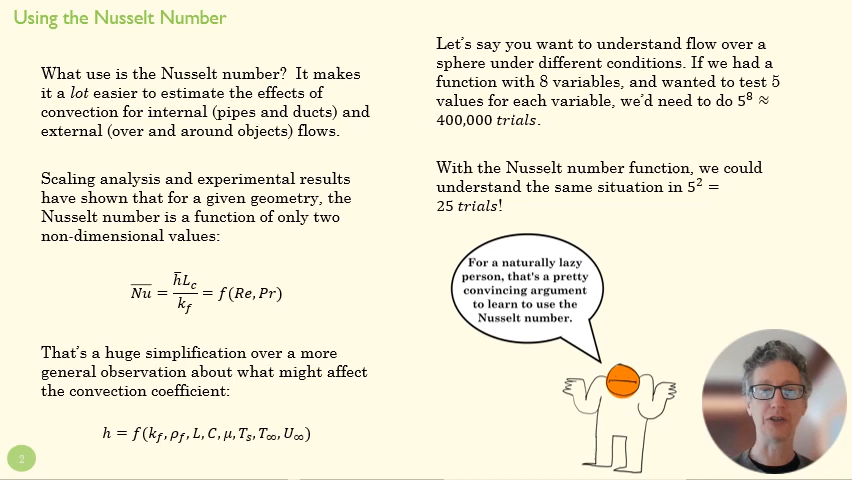 Using the Nusselt Number
What use is the Nusselt number? It makes
it a lot easier to estimate the effects of
convection for internal (pipes and ducts) and
external (over and around objects) flows.
Scaling analysis and experimental results
have shown that for a given geometry, the
Nusselt number is a function of only two
non-dimensional values:
N̅u̅ = h̄L_c / k_f = f(Re, Pr)
That's a huge simplification over a more
general observation about what might affect
the convection coefficient:
h = f(k_f, ρ_f, L, C, μ, T_s, T_∞, U_∞)
2
Let's say you want to understand flow over a
sphere under different conditions. If we had a
function with 8 variables, and wanted to test 5
values for each variable, we'd need to do 5⁸ ≈
400,000 trials.
With the Nusselt number function, we could
understand the same situation in 5² =
25 trials!
For a naturally lazy
person, that's a pretty
convincing argument
to learn to use the
Nusselt number.